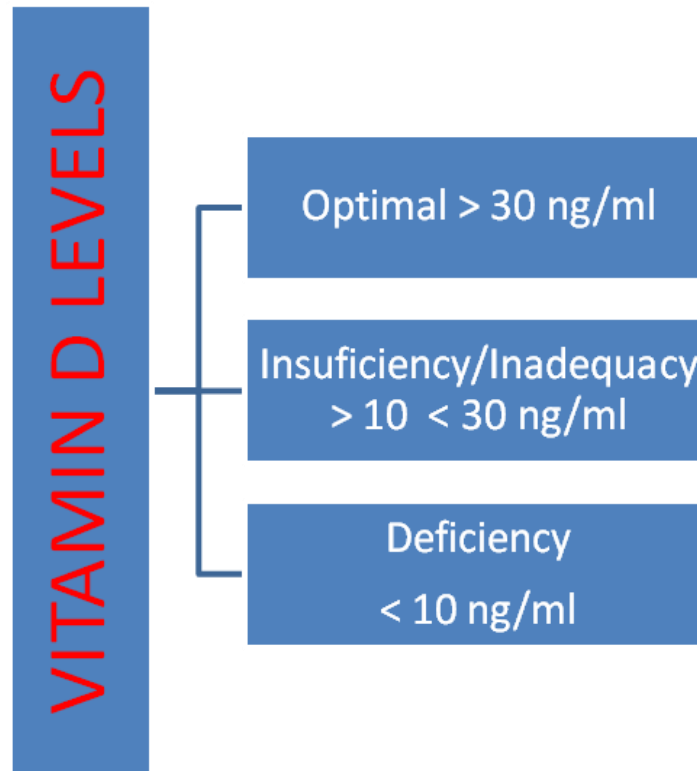 VITAMIN D LEVELS
Optimal > 30 ng/ml
Insuficiency/Inadequacy
> 10 < 30 ng/ml
Deficiency
< 10 ng/ml